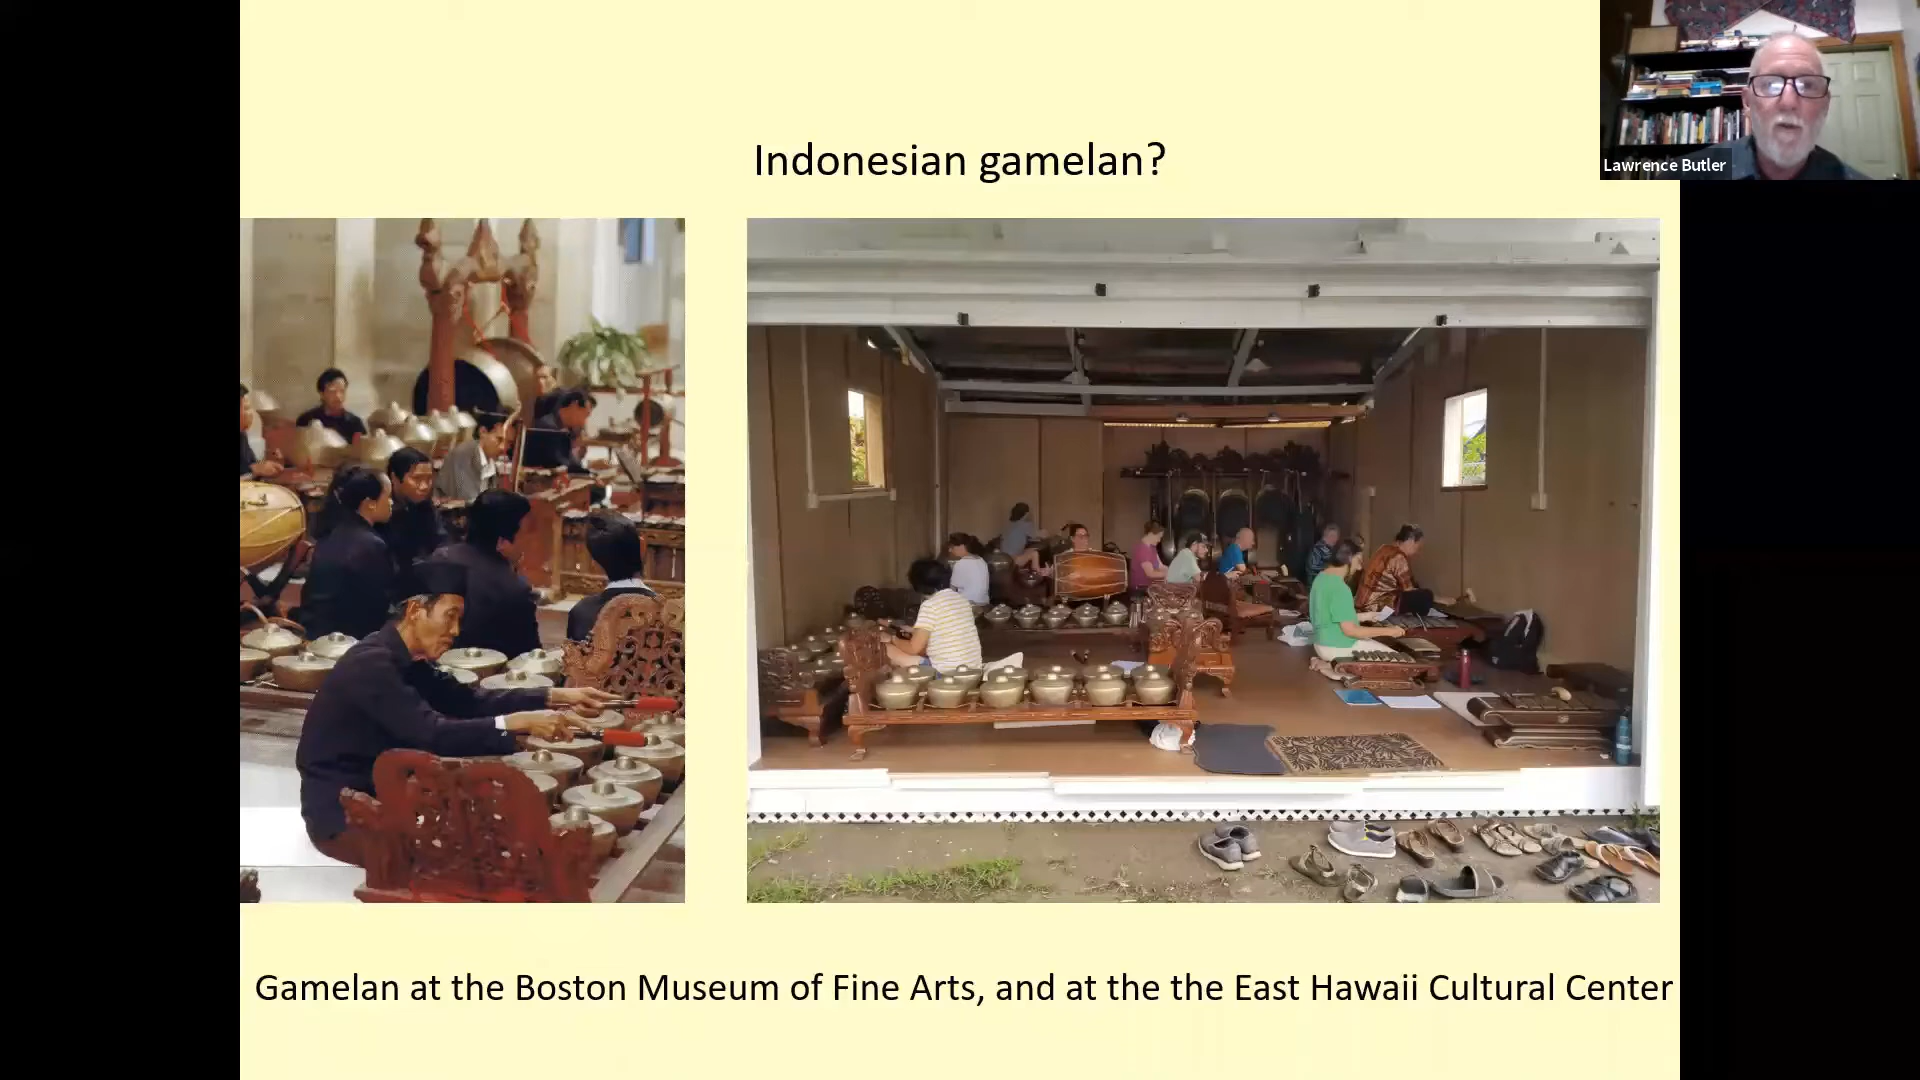 Indonesian gamelan?
Lawrence Butler
Gamelan at the Boston Museum of Fine Arts, and at the the East Hawaii Cultural Center